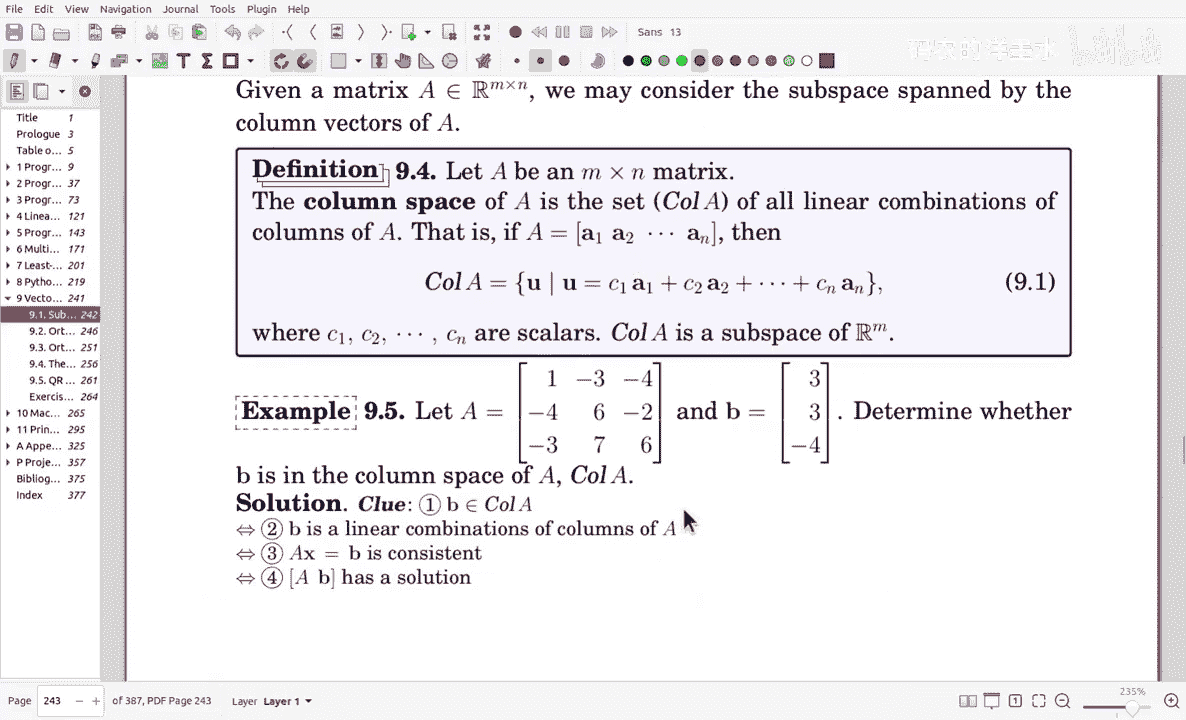 File Edit View Navigation Journal Tools Plugin Help
Sans 13
Title 1
Prologue 3
Table o... 5
1 Progr... 9
2 Progr... 37
3 Progr... 73
4 Linea... 121
5 Progr... 143
6 Multi... 171
7 Least-... 201
8 Pytho... 219
9 Vecto... 241
9.1. Sub... 242
9.2. Ort... 246
9.3. Ort... 251
9.4. The... 256
9.5. QR ... 261
Exercis... 264
10 Mac... 265
11 Prin... 295
A Appe... 325
P Proje... 357
Bibliog... 375
Index 377
Given a matrix A ∈ ℝᵐˣⁿ, we may consider the subspace spanned by the
column vectors of A.
Definition 9.4. Let A be an m × n matrix.
The column space of A is the set (Col A) of all linear combinations of
columns of A. That is, if A = [a₁ a₂ ⋯ aₙ], then
Col A = {u | u = c₁ a₁ + c₂ a₂ + ⋯ + cₙ aₙ}, (9.1)
where c₁, c₂, ⋯ , cₙ are scalars. Col A is a subspace of ℝᵐ.
1 −3 −4 3
Example 9.5. Let A = −4 6 −2 and b = 3 . Determine whether
−3 7 6 −4
b is in the column space of A, Col A.
Solution. Clue: ① b ∈ Col A
⇔ ② b is a linear combinations of columns of A
⇔ ③ Ax = b is consistent
⇔ ④ [A b] has a solution
Page 243 − + of 387, PDF Page 243 Layer Layer 1 235%